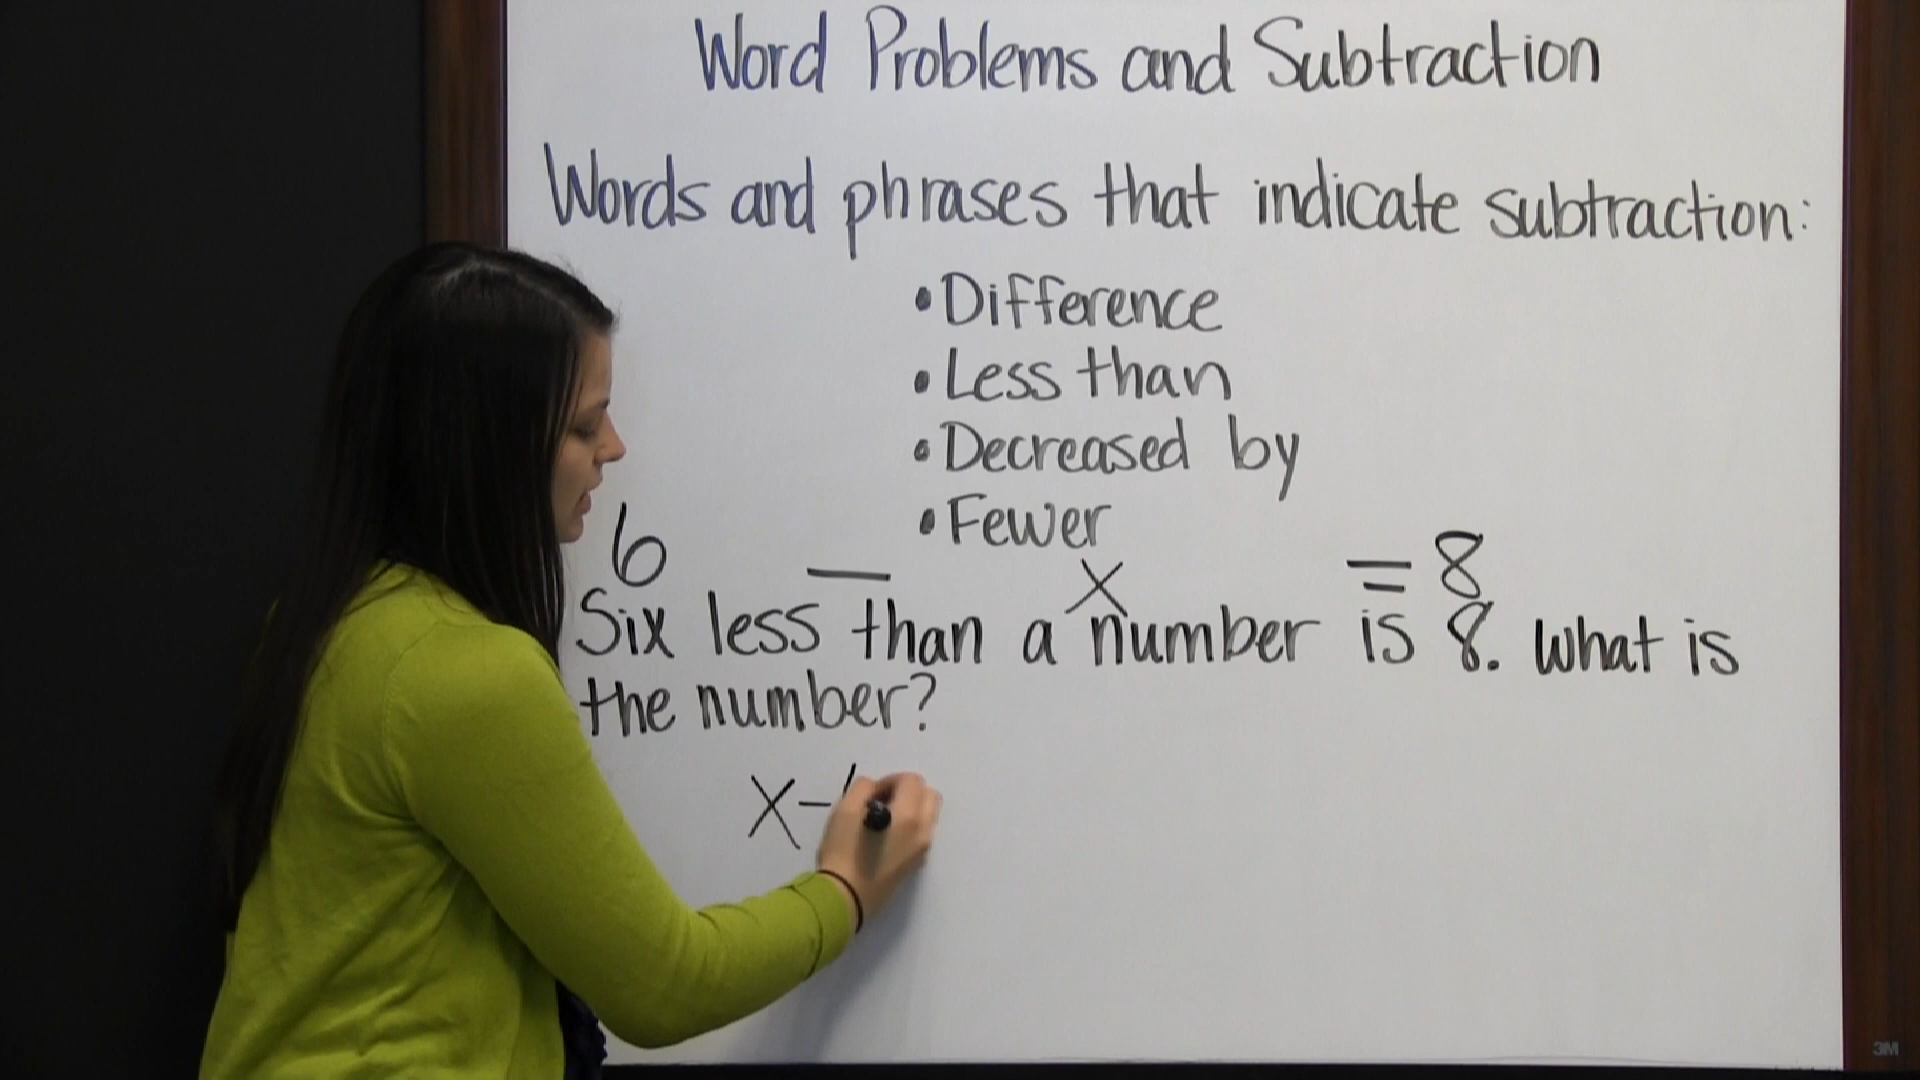 Word Problems and Subtraction
Words and phrases that indicate subtraction:
• Difference
• Less than
• Decreased by
• Fewer
6 — x = 8
Six less than a number is 8. What is
the number?
x-
3M